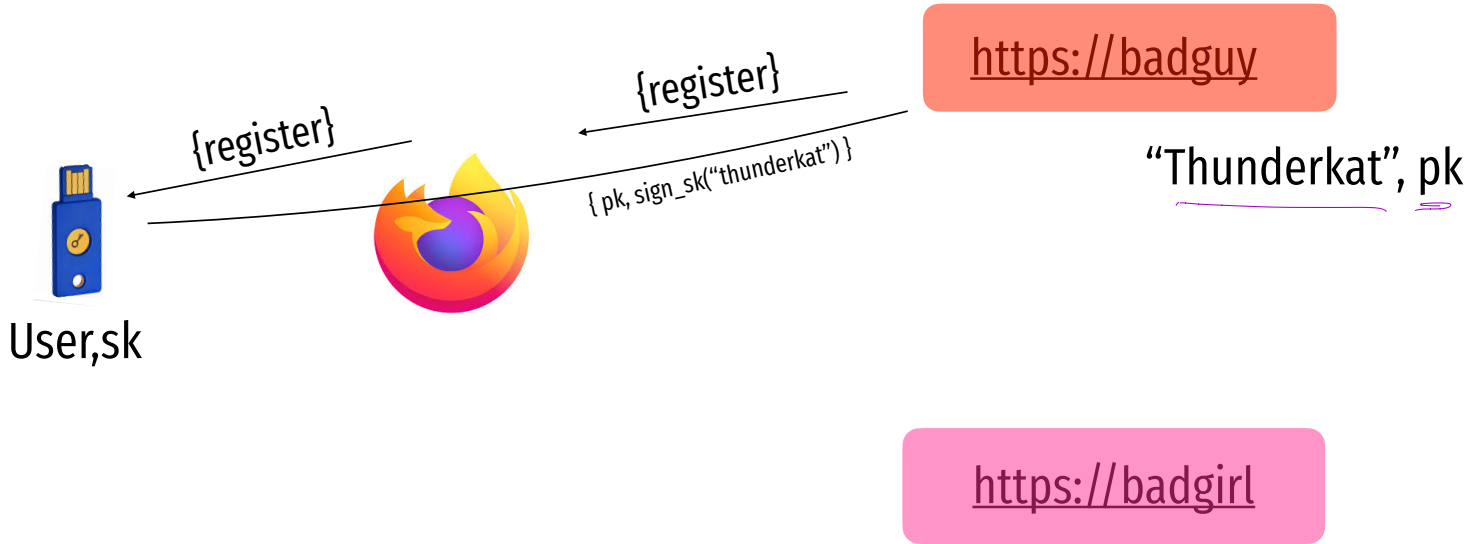 https://badguy
{register}
{register}
{ pk, sign_sk(“thunderkat”) }
“Thunderkat”, pk
User,sk
https://badgirl